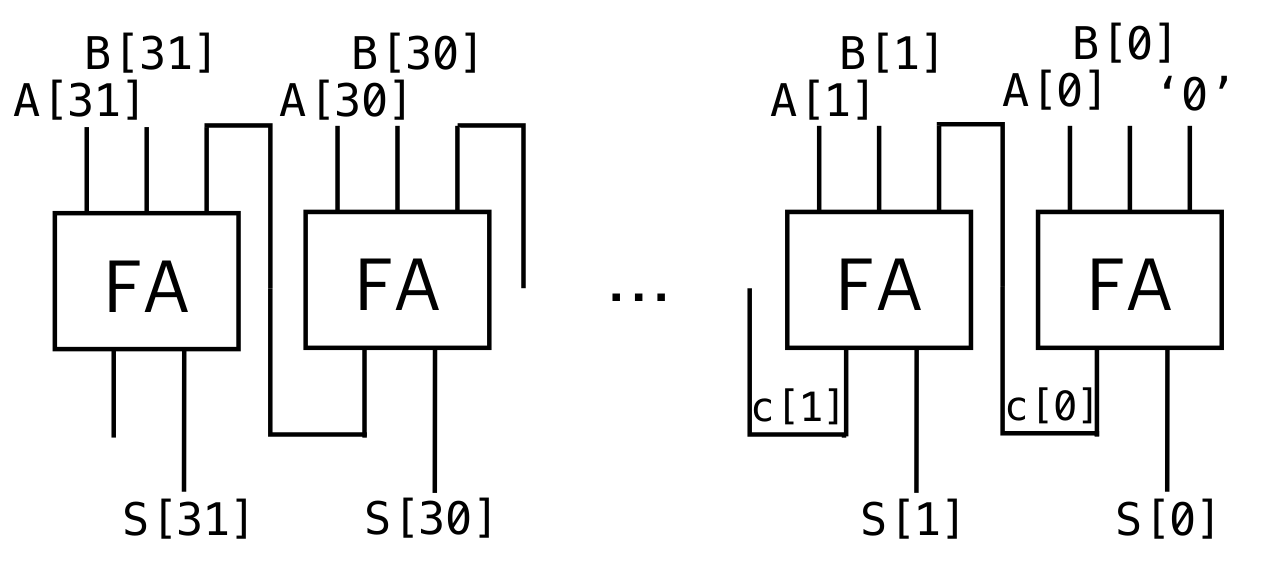 B[31] B[30] B[1] B[0]
A[31] A[30] A[1] A[0] ‘0’
FA FA ... FA FA
c[1] c[0]
S[31] S[30] S[1] S[0]